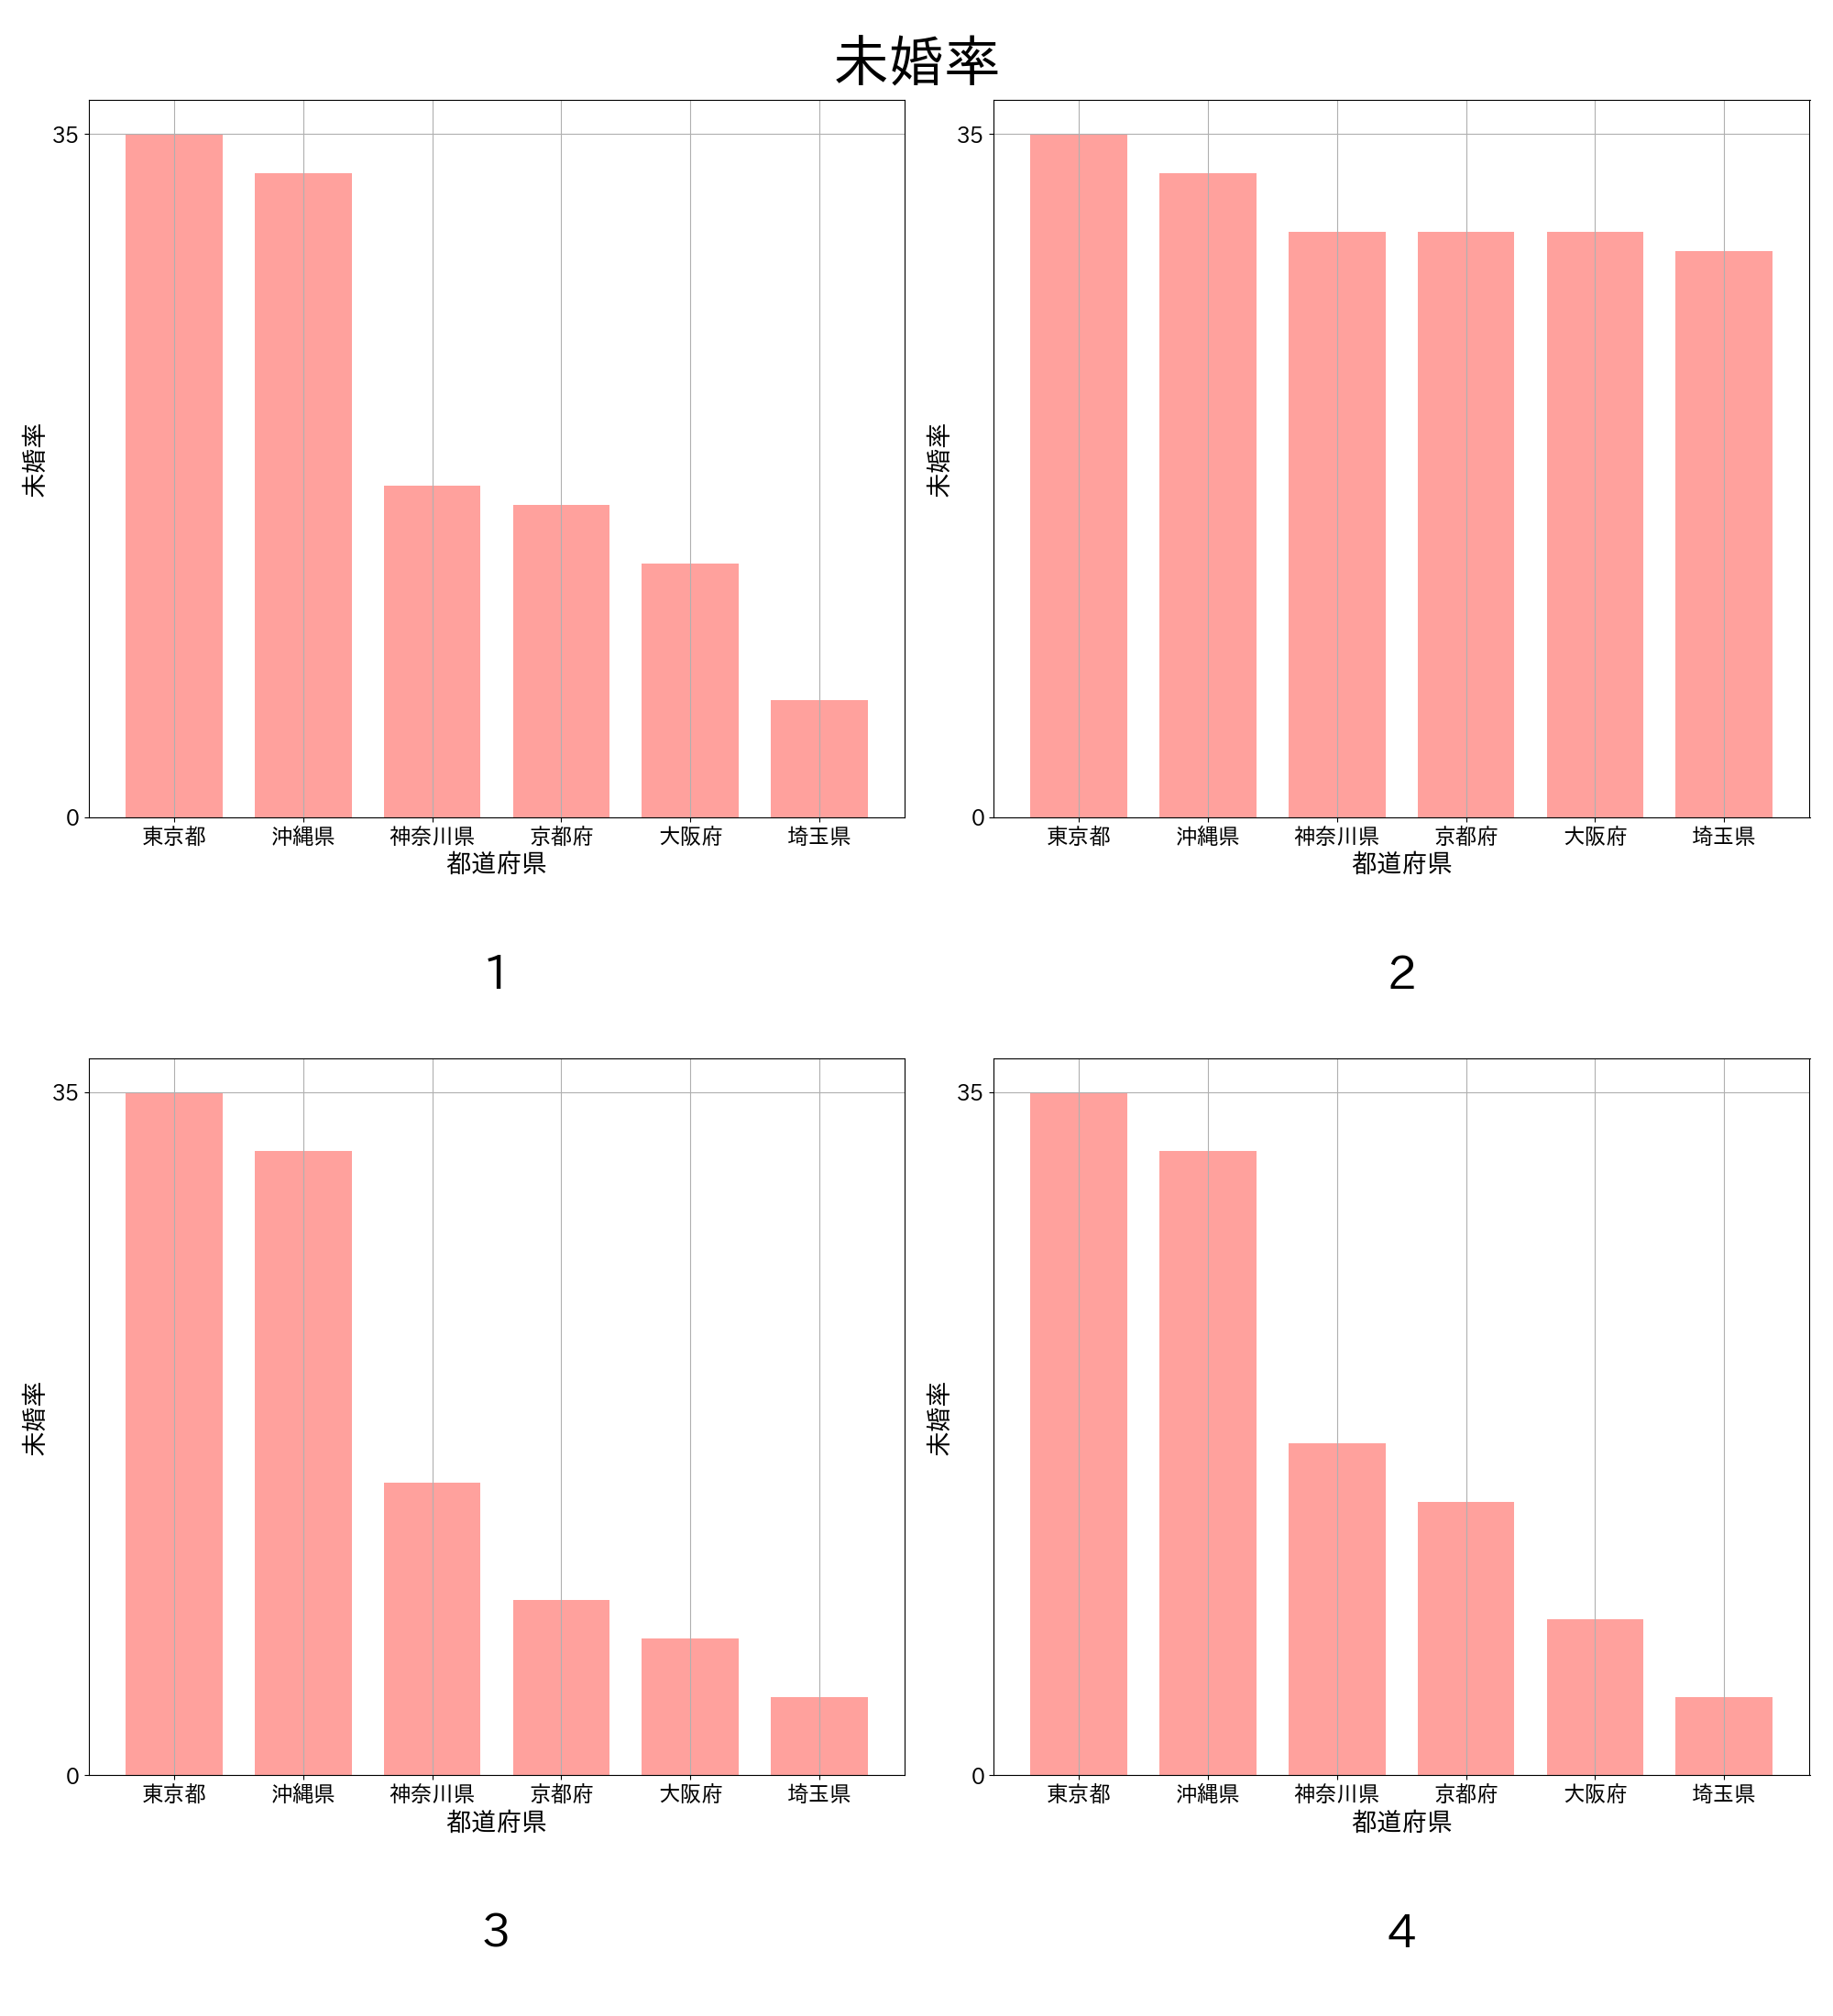 未婚率
35
0
未婚率
東京都 沖縄県 神奈川県 京都府 大阪府 埼玉県
都道府県
1
35
0
未婚率
東京都 沖縄県 神奈川県 京都府 大阪府 埼玉県
都道府県
2
35
0
未婚率
東京都 沖縄県 神奈川県 京都府 大阪府 埼玉県
都道府県
3
35
0
未婚率
東京都 沖縄県 神奈川県 京都府 大阪府 埼玉県
都道府県
4